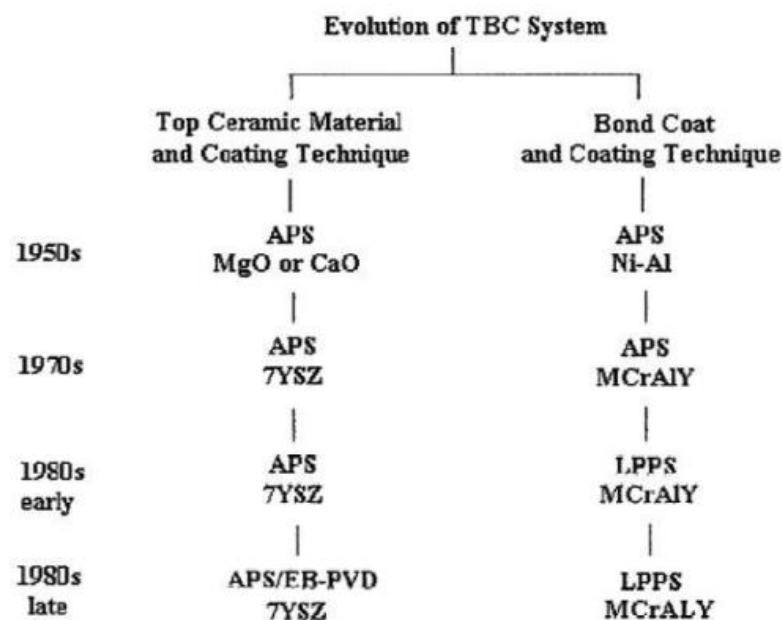 Evolution of TBC System
Top Ceramic Material
and Coating Technique
Bond Coat
and Coating Technique
1950s
APS
MgO or CaO
APS
Ni-Al
1970s
APS
7YSZ
APS
MCrAlY
1980s
early
APS
7YSZ
LPPS
MCrAlY
1980s
late
APS/EB-PVD
7YSZ
LPPS
MCrALY